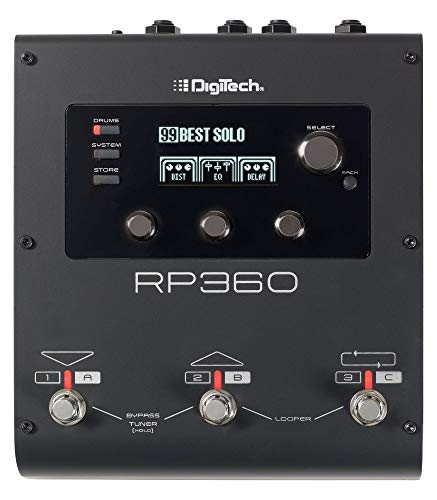 DigiTech®
DRUMS
SYSTEM
STORE
99 BEST SOLO
DIST EQ DELAY
SELECT
BACK
RP360
1 A
2 B
3 C
BYPASS
TUNER
(HOLD)
LOOPER